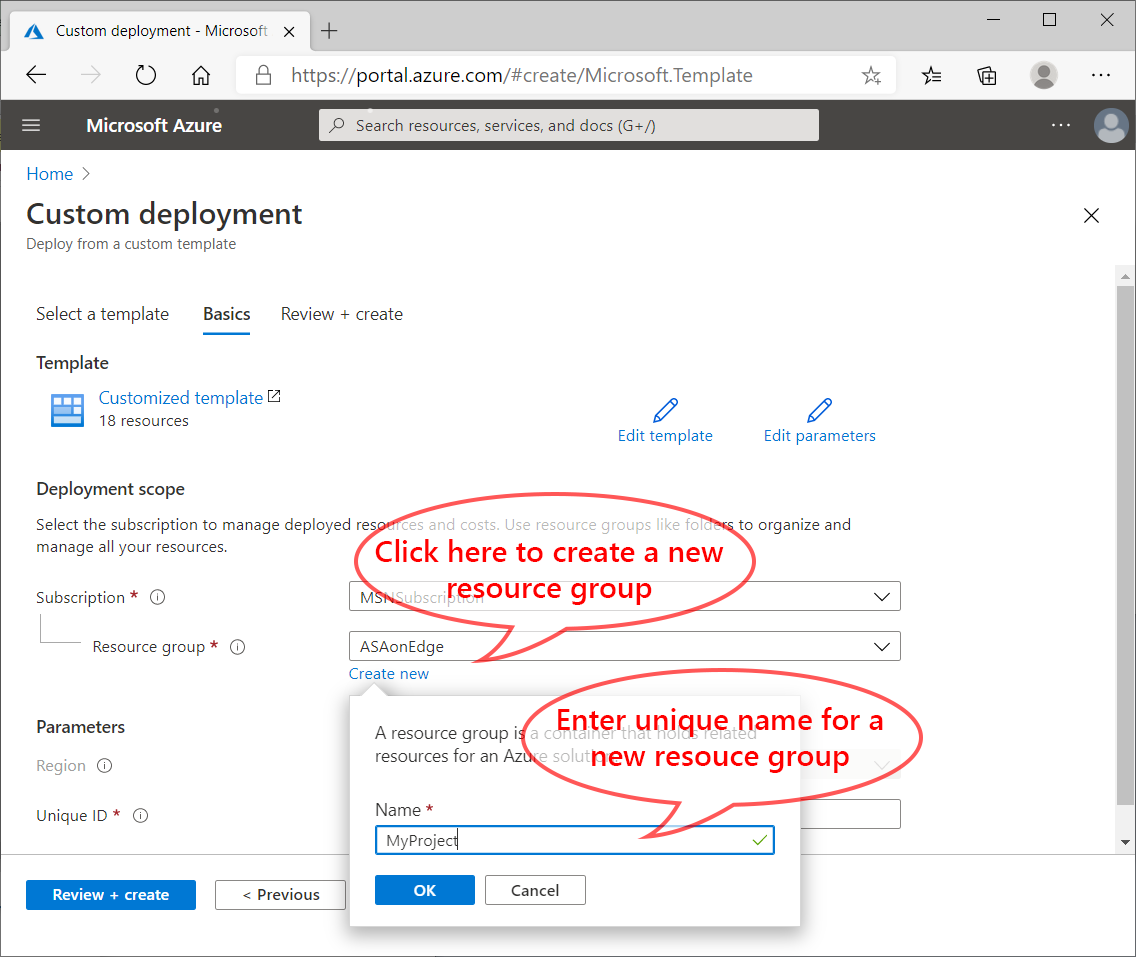 Custom deployment - Microsoft
https://portal.azure.com/#create/Microsoft.Template
Microsoft Azure
Search resources, services, and docs (G+/)
Home
Custom deployment
Deploy from a custom template
Select a template
Basics
Review + create
Template
Customized template
18 resources
Edit template
Edit parameters
Deployment scope
Select the subscription to manage deployed resources and costs. Use resource groups like folders to organize and
manage all your resources.
Click here to create a new
resource group
Subscription *
MSNSubscription
Resource group *
ASAonEdge
Create new
Enter unique name for a
new resouce group
A resource group is a container that holds related
resources for an Azure solution.
Parameters
Region
Unique ID *
Name *
MyProject
OK
Cancel
Review + create
< Previous